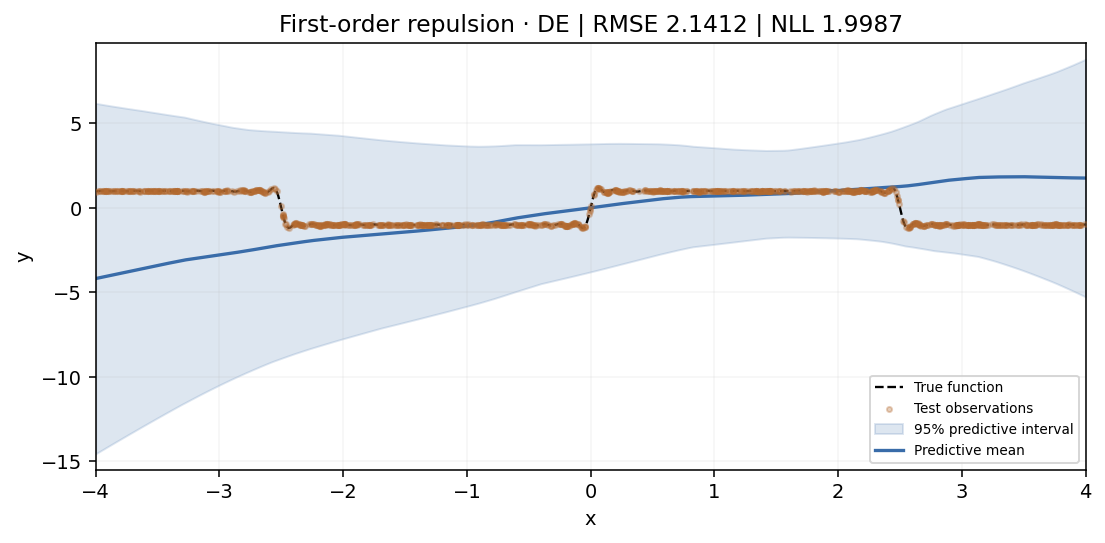 First-order repulsion · DE | RMSE 2.1412 | NLL 1.9987
y
5
0
−5
−10
−15
−4
−3
−2
−1
0
1
2
3
4
x
True function
Test observations
95% predictive interval
Predictive mean